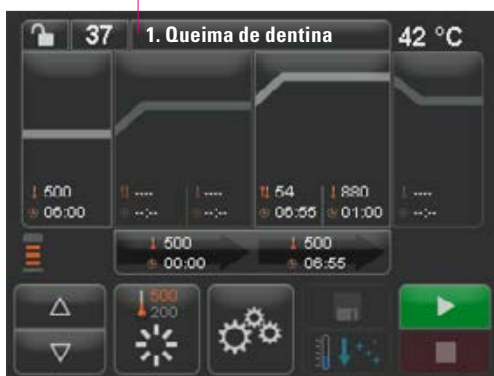 37 1. Queima de dentina 42 °C
500 ---- ---- 54 880 ----
06:00 --:- --:- 06:55 01:00 --:-
500 500
00:00 06:55
500
200